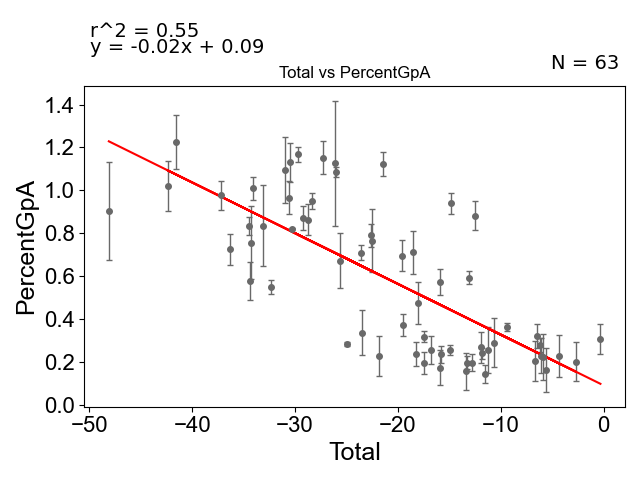 r^2 = 0.55
y = -0.02x + 0.09
N = 63
Total vs PercentGpA
PercentGpA
1.4
1.2
1.0
0.8
0.6
0.4
0.2
0.0
−50 −40 −30 −20 −10 0
Total